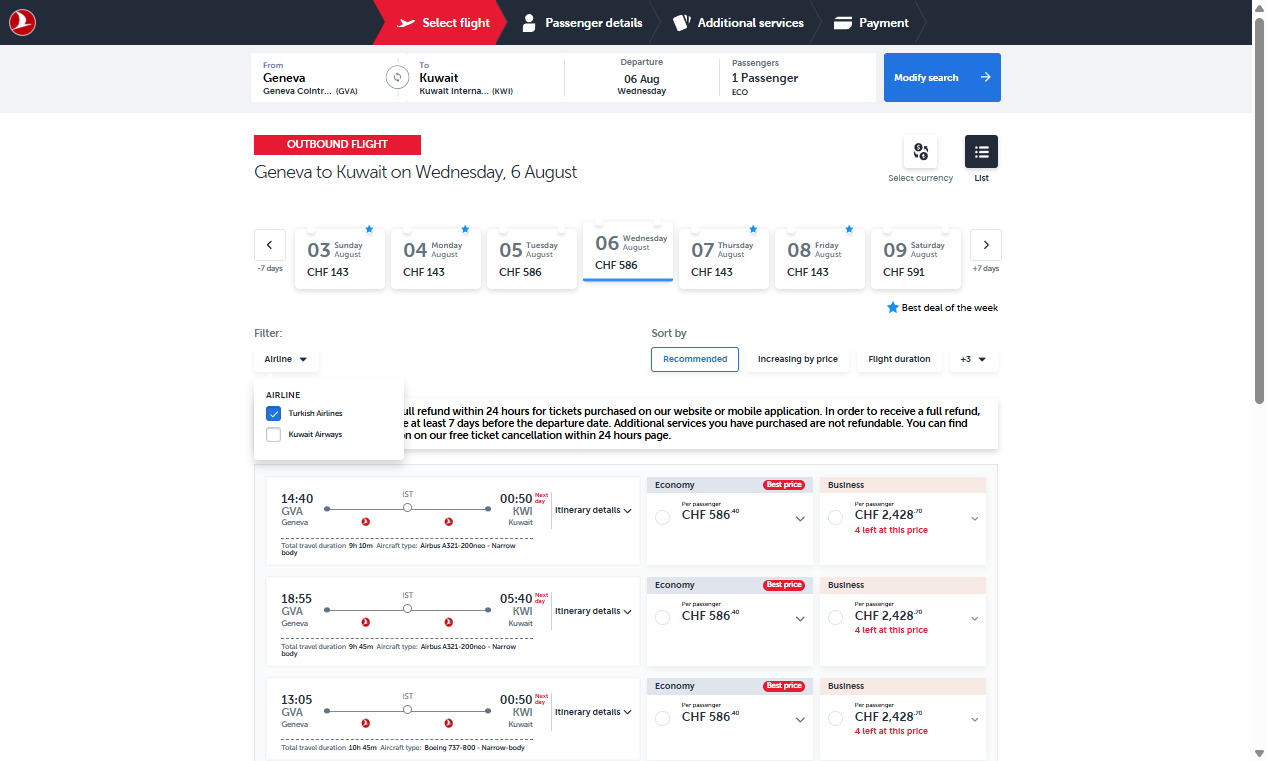 Select flight
Passenger details
Additional services
Payment
From
Geneva
Geneva Cointr... (GVA)
To
Kuwait
Kuwait Interna... (KWI)
Departure
06 Aug
Wednesday
Passengers
1 Passenger
ECO
Modify search
OUTBOUND FLIGHT
Geneva to Kuwait on Wednesday, 6 August
Select currency
List
-7 days
03 Sunday August
CHF 143
04 Monday August
CHF 143
05 Tuesday August
CHF 586
06 Wednesday August
CHF 586
07 Thursday August
CHF 143
08 Friday August
CHF 143
09 Saturday August
CHF 591
+7 days
Best deal of the week
Filter:
Airline
Sort by
Recommended
Increasing by price
Flight duration
+3
AIRLINE
Turkish Airlines
Kuwait Airways
ull refund within 24 hours for tickets purchased on our website or mobile application. In order to receive a full refund,
e at least 7 days before the departure date. Additional services you have purchased are not refundable. You can find
n on our free ticket cancellation within 24 hours page.
14:40
GVA
Geneva
IST
00:50 Next day
KWI
Kuwait
Itinerary details
Total travel duration 9h 10m Aircraft type: Airbus A321-200neo - Narrow
body
Economy
Best price
Per passenger
CHF 586.40
Business
Per passenger
CHF 2,428.70
4 left at this price
18:55
GVA
Geneva
IST
05:40 Next day
KWI
Kuwait
Itinerary details
Total travel duration 9h 45m Aircraft type: Airbus A321-200neo - Narrow
body
Economy
Best price
Per passenger
CHF 586.40
Business
Per passenger
CHF 2,428.70
4 left at this price
13:05
GVA
Geneva
IST
00:50 Next day
KWI
Kuwait
Itinerary details
Total travel duration 10h 45m Aircraft type: Boeing 737-800 - Narrow-body
Economy
Best price
Per passenger
CHF 586.40
Business
Per passenger
CHF 2,428.70
4 left at this price